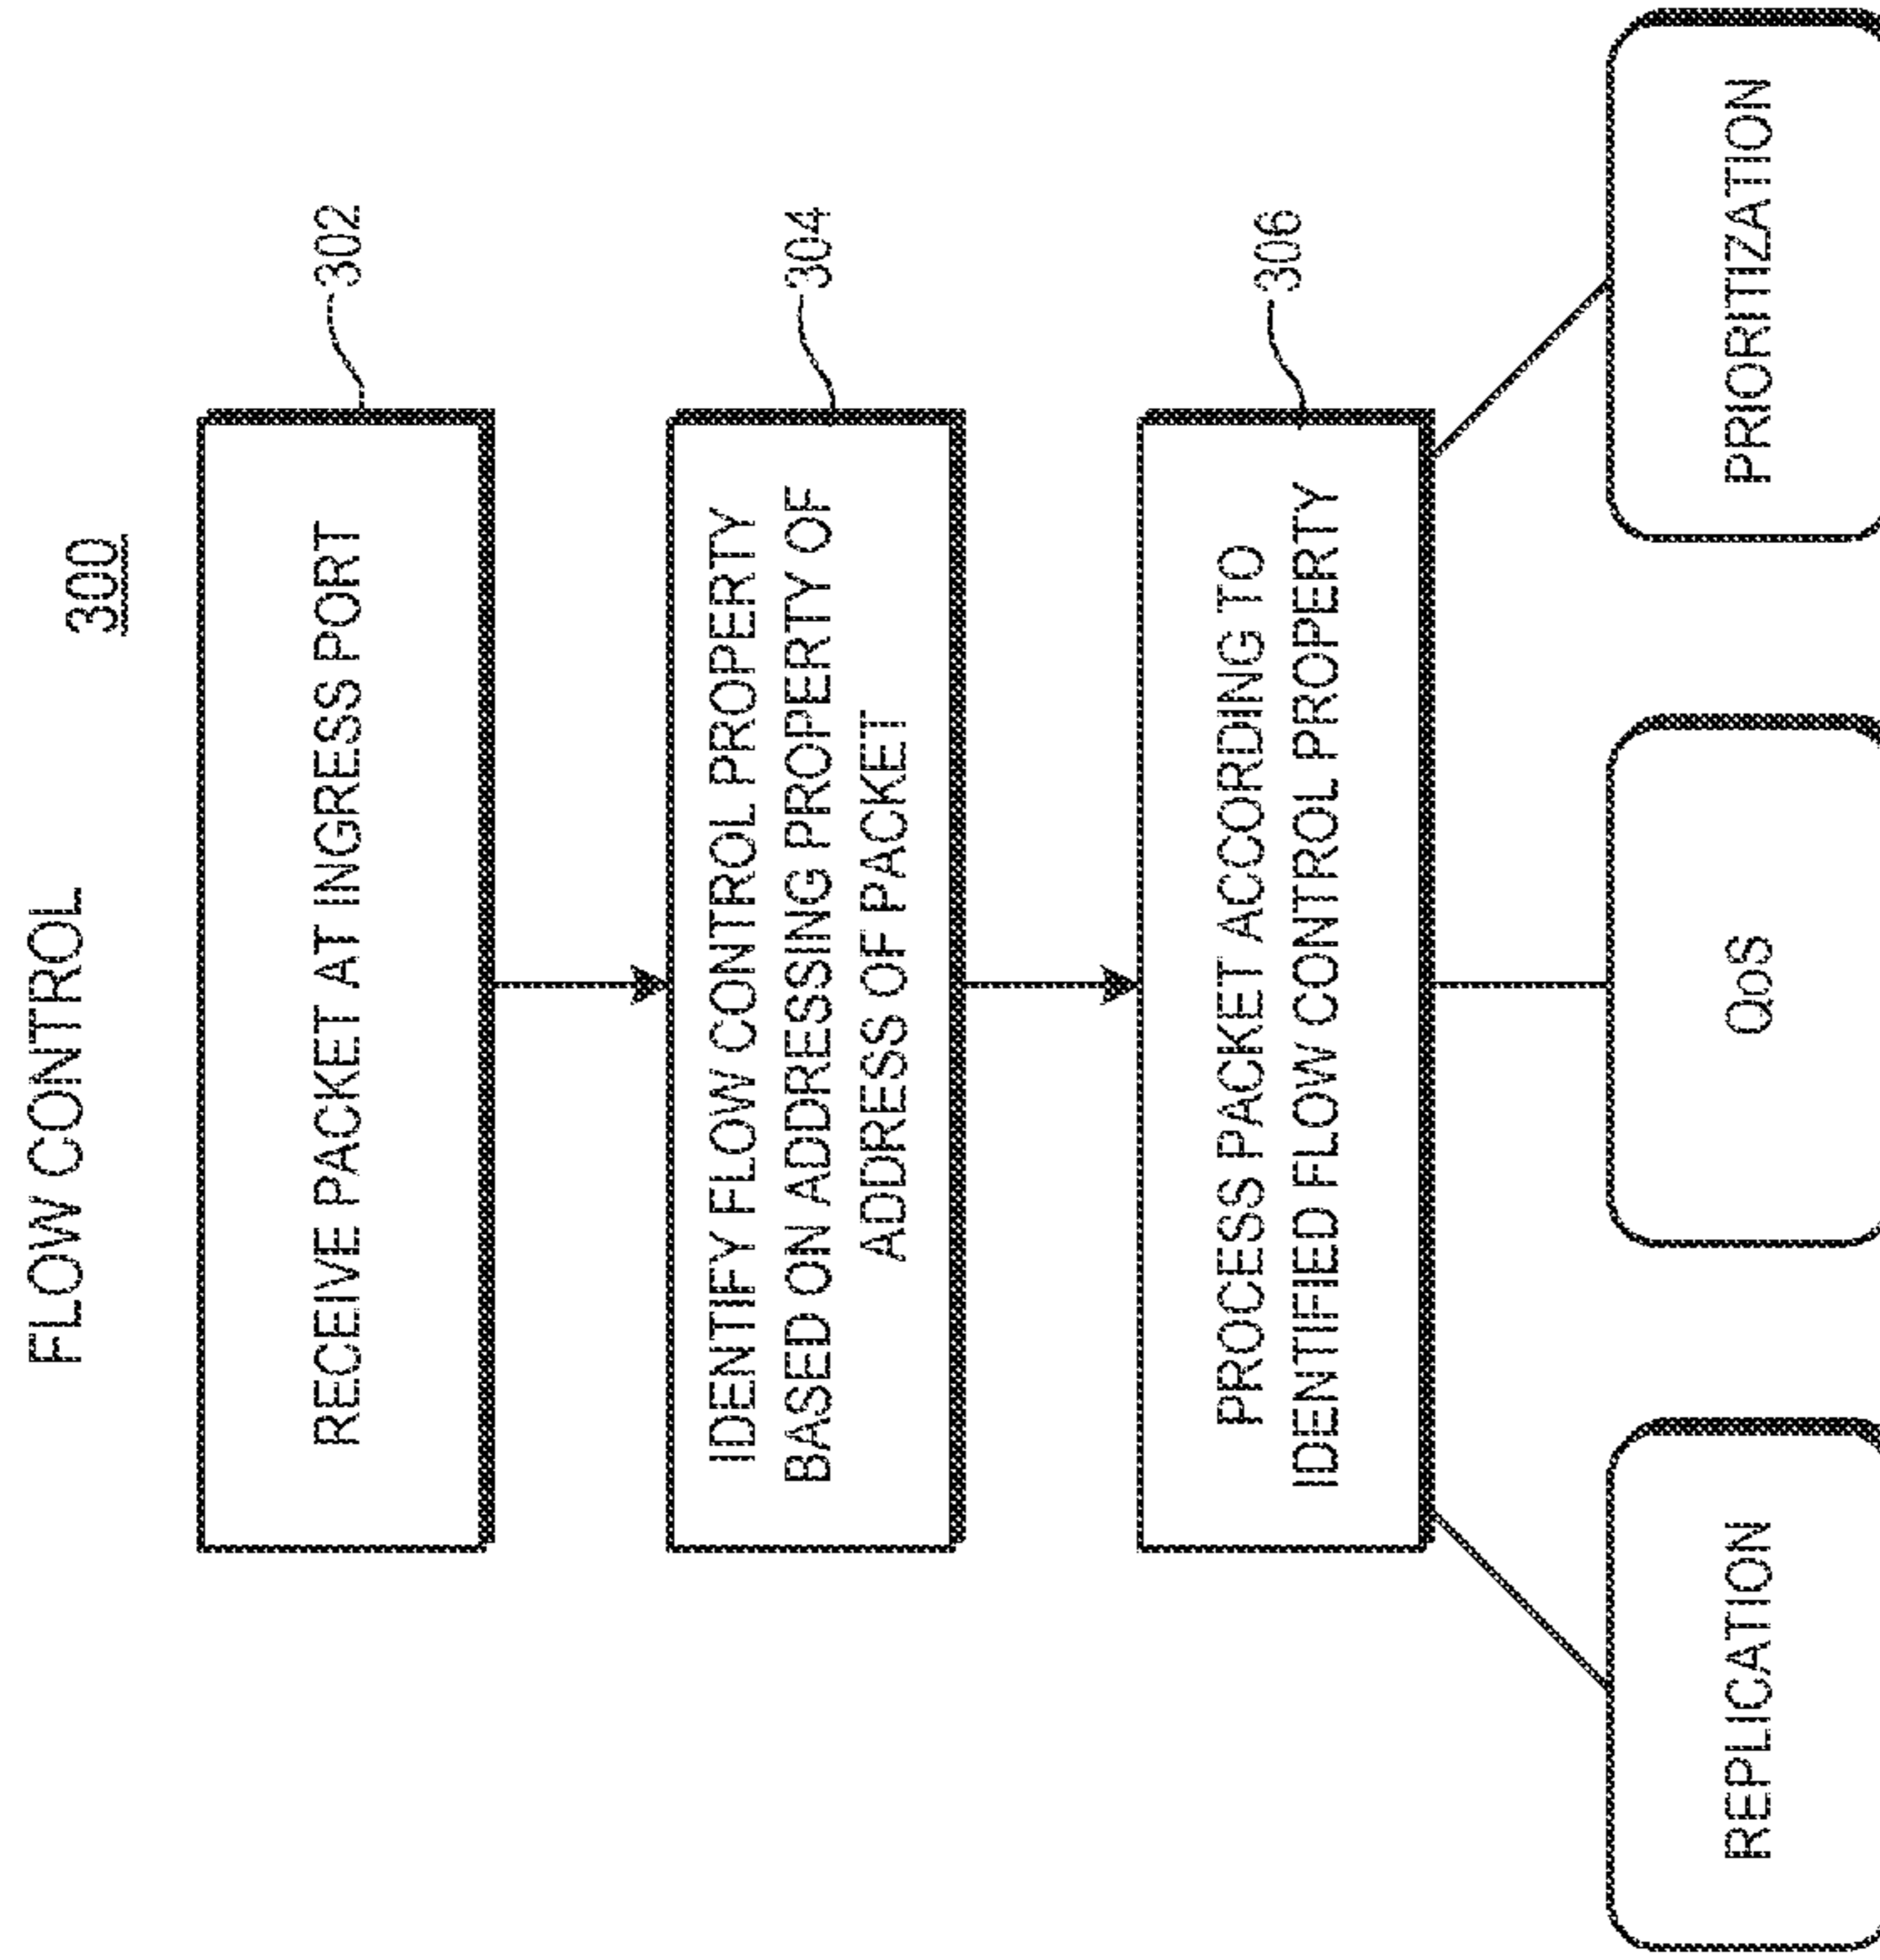 FLOW CONTROL
300
RECEIVE PACKET AT INGRESS PORT
302
IDENTIFY FLOW CONTROL PROPERTY
BASED ON ADDRESSING PROPERTY OF
ADDRESS OF PACKET
304
PROCESS PACKET ACCORDING TO
IDENTIFIED FLOW CONTROL PROPERTY
306
REPLICATION
QoS
PRIORITIZATION